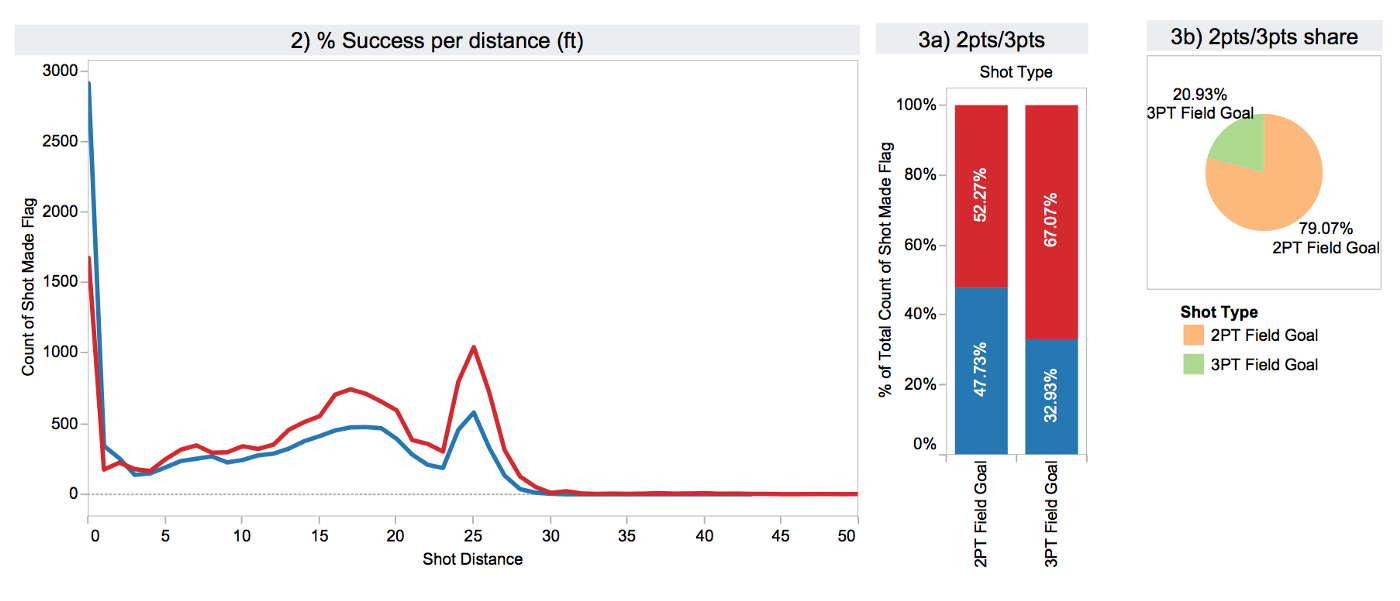 2) % Success per distance (ft)
3000
2500
2000
1500
1000
500
0
Count of Shot Made Flag
0 5 10 15 20 25 30 35 40 45 50
Shot Distance
3a) 2pts/3pts
Shot Type
100%
80%
60%
40%
20%
0%
% of Total Count of Shot Made Flag
52.27%
47.73%
67.07%
32.93%
2PT Field Goal
3PT Field Goal
3b) 2pts/3pts share
20.93%
3PT Field Goal
79.07%
2PT Field Goal
Shot Type
2PT Field Goal
3PT Field Goal